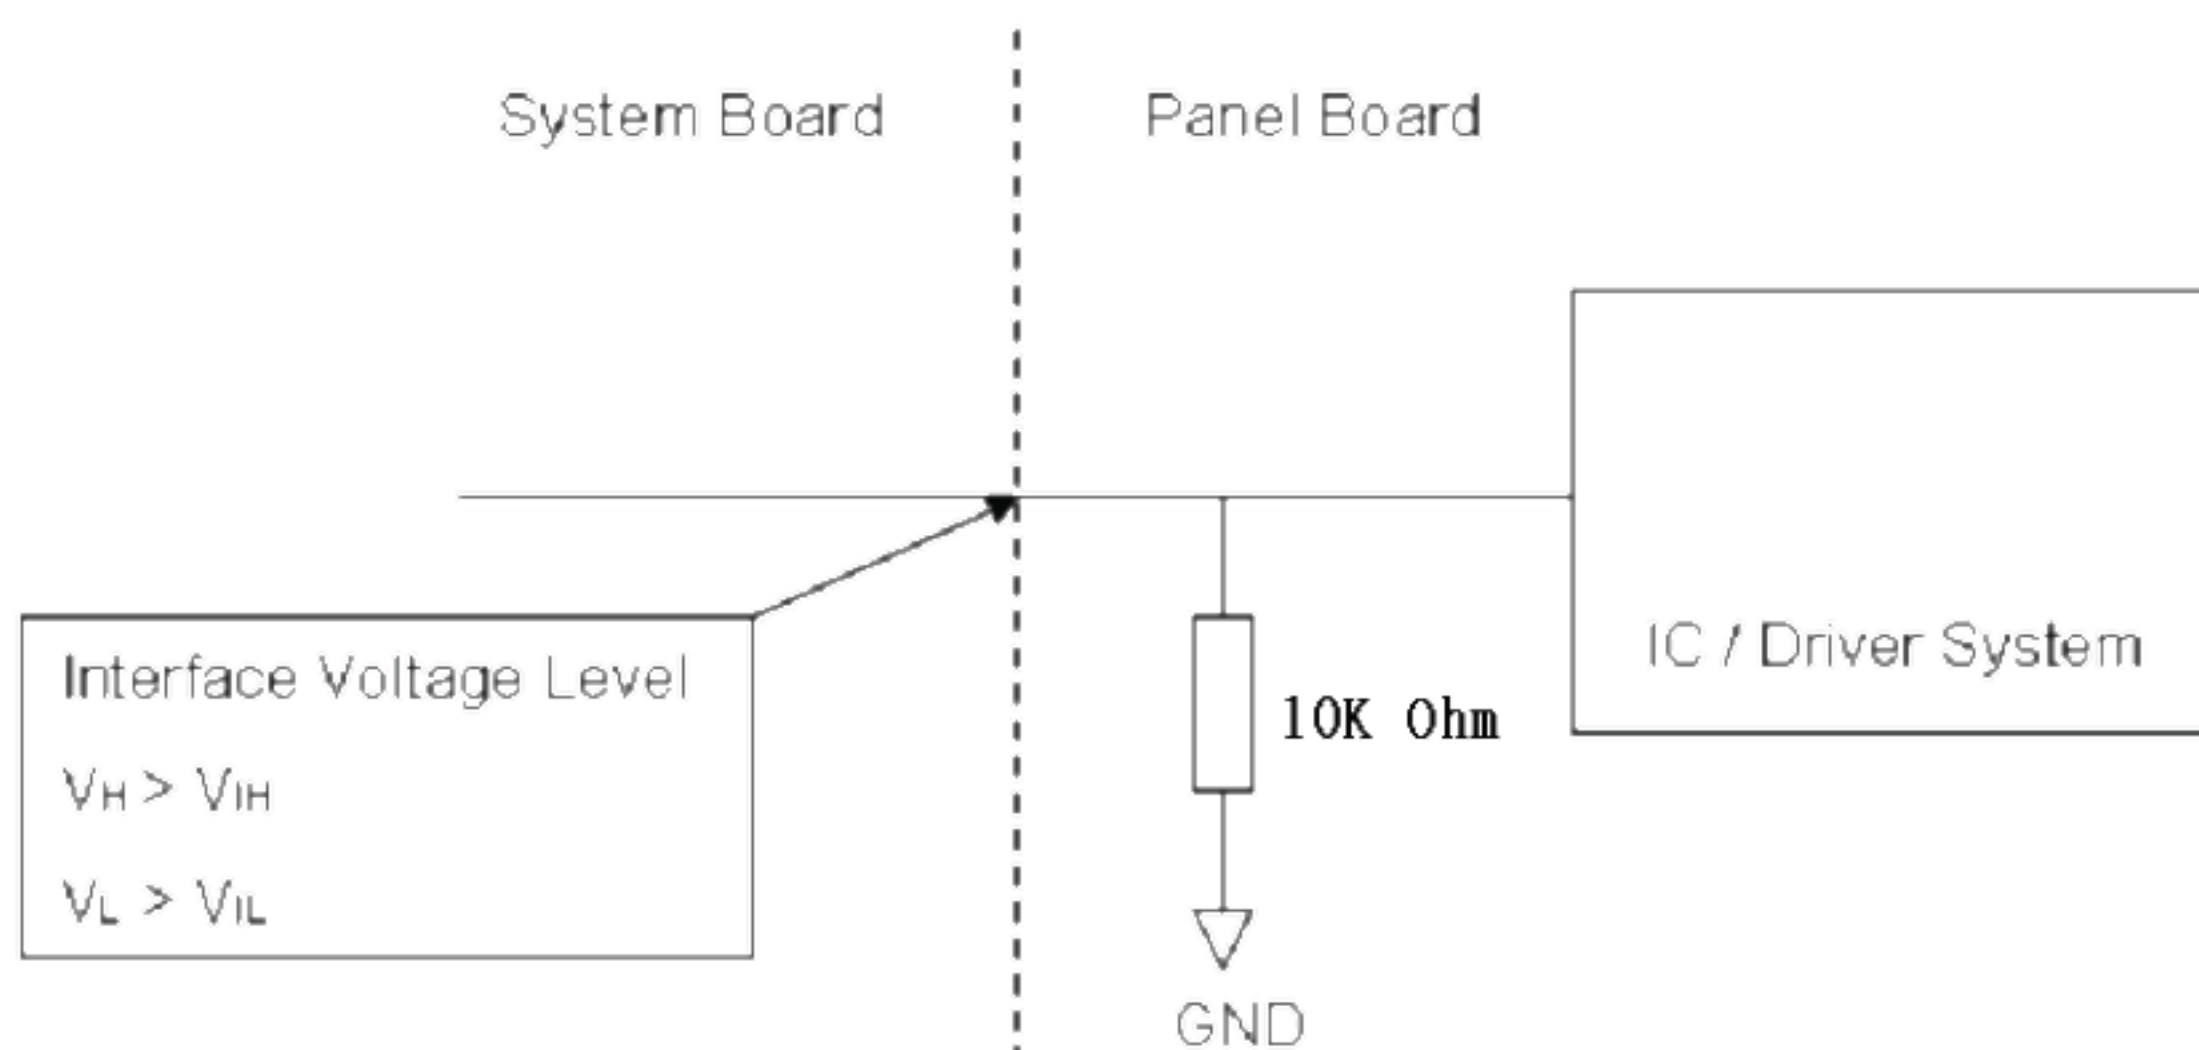 System Board
Panel Board
Interface Voltage Level
VH > VIH
VL > VIL
10K Ohm
IC / Driver System
GND